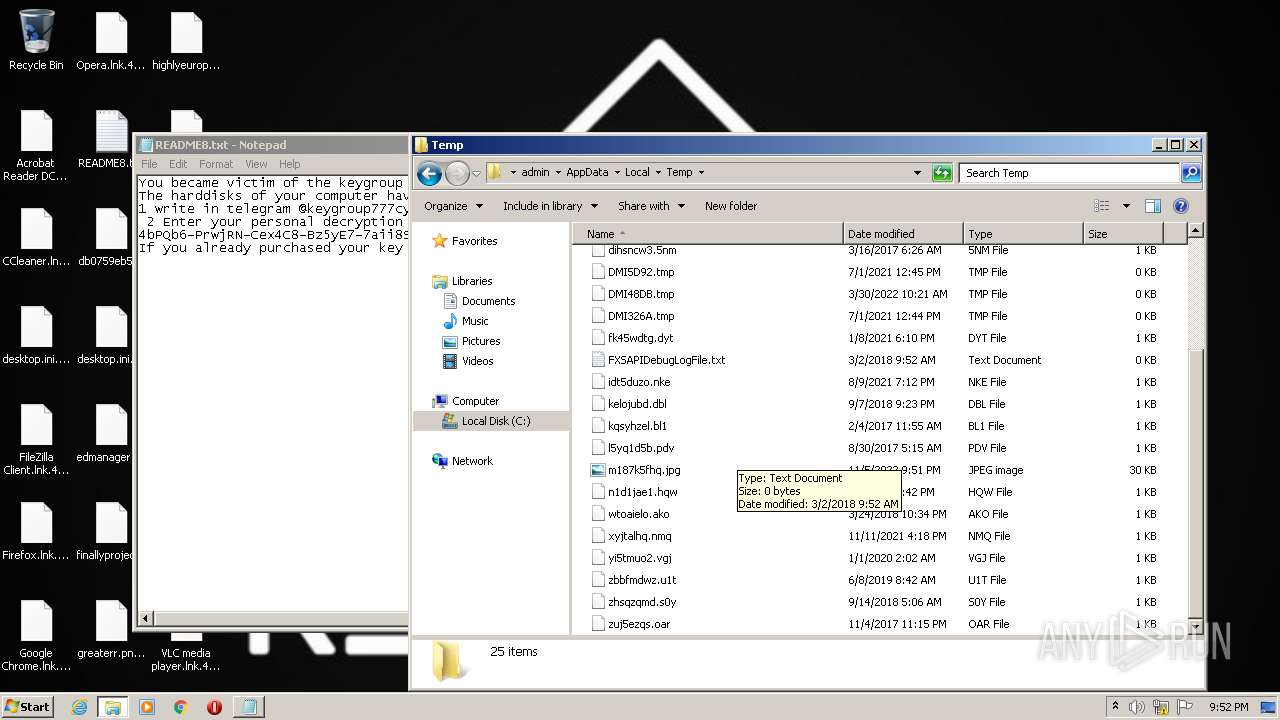 Recycle Bin
Opera.lnk.4...
highlyeurop...
Acrobat
Reader DC...
README8.t
CCleaner.ln...
db0759eb5
desktop.ini....
desktop.ini.
FileZilla
Client.lnk.4...
edmanager
Firefox.lnk....
finallyprojec
Google
Chrome.lnk....
greaterr.pn...
VLC media
player.lnk.4...
README8.txt - Notepad
File Edit Format View Help
You became victim of the keygroup
The harddisks of your computer hav
1 write in telegram @keygroup777cy
2 Enter your personal decryption
4bPQb6-PrwjRN-Cex4C8-Bz5yE7-7aii89
If you already purchased your key
Temp
admin AppData Local Temp
Search Temp
Organize Include in library Share with New folder
Favorites
Libraries
Documents
Music
Pictures
Videos
Computer
Local Disk (C:)
Network
Name Date modified Type Size
dihsncw3.5nm 3/16/2017 6:26 AM 5NM File 1 KB
DMI5D92.tmp 7/1/2021 12:45 PM TMP File 0 KB
DMI48DB.tmp 3/30/2022 10:21 AM TMP File 0 KB
DMI326A.tmp 7/1/2021 12:44 PM TMP File 0 KB
fk45wdtg.dyt 1/8/2021 6:10 PM DYT File 1 KB
FXSAPIDebugLogFile.txt 3/2/2018 9:52 AM Text Document 0 KB
idt5duzo.nke 8/9/2021 7:12 PM NKE File 1 KB
kelojubd.dbl 9/7/2018 9:23 PM DBL File 1 KB
kqsyhzel.bl1 2/4/2017 11:55 AM BL1 File 1 KB
l5yq1d5b.pdv 8/30/2017 5:15 AM PDV File 1 KB
m187k5fhq.jpg 9:51 PM JPEG image 30 KB
n1d1jae1.hqw :42 PM HQW File 1 KB
wtoaielo.ako 3/24/2018 10:34 PM AKO File 1 KB
xyjtalhq.nmq 11/11/2021 4:18 PM NMQ File 1 KB
yi5tmuo2.vgj 1/1/2020 2:02 AM VGJ File 1 KB
zbbfmdwz.u1t 6/8/2019 8:42 AM U1T File 1 KB
zhsqzqmd.s0y 9/14/2018 5:06 AM S0Y File 1 KB
zuj5ezqs.oar 11/4/2017 11:15 PM OAR File 1 KB
Type: Text Document
Size: 0 bytes
Date modified: 3/2/2018 9:52 AM
25 items
ANY RUN
Start
9:52 PM